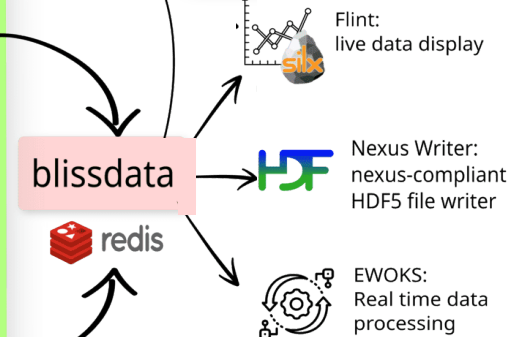 Flint:
live data display
silx
blissdata
HDF
Nexus Writer:
nexus-compliant
HDF5 file writer
redis
EWOKS:
Real time data
processing